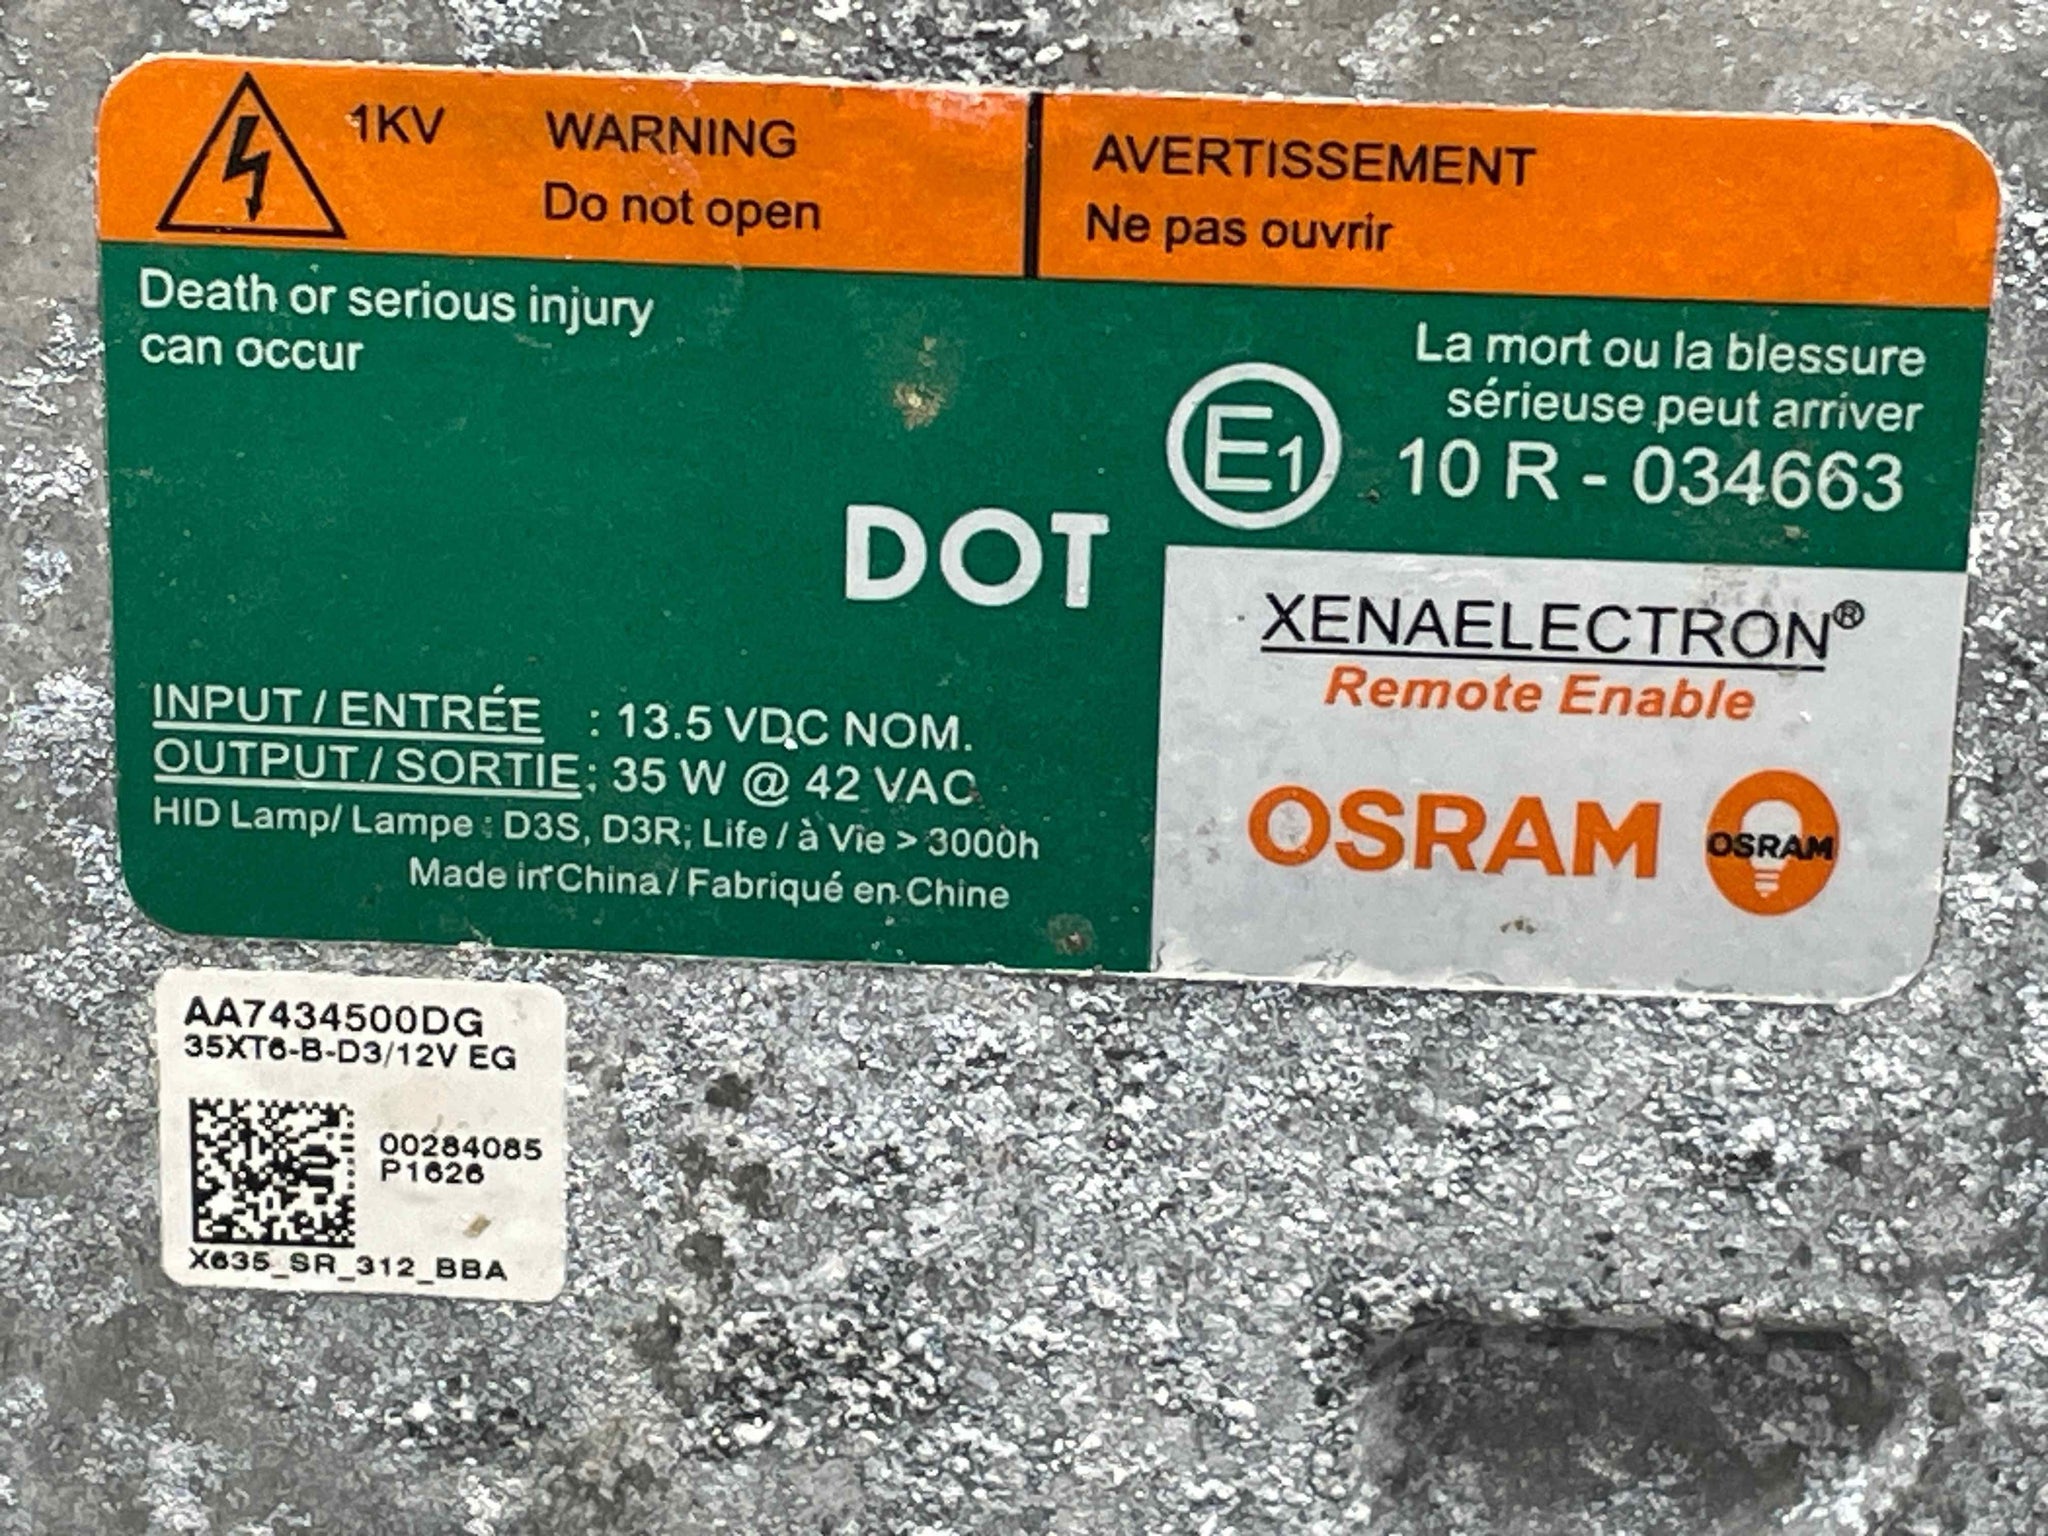 1KV
WARNING
Do not open
AVERTISSEMENT
Ne pas ouvrir
Death or serious injury
can occur
La mort ou la blessure
sérieuse peut arriver
E1
10 R - 034663
DOT
XENAELECTRON®
Remote Enable
OSRAM
OSRAM
INPUT / ENTRÉE : 13.5 VDC NOM.
OUTPUT / SORTIE : 35 W @ 42 VAC
HID Lamp/ Lampe : D3S, D3R; Life / à Vie > 3000h
Made in China / Fabriqué en Chine
AA7434500DG
35XT6-B-D3/12V EG
00284085
P1626
X635_SR_312_BBA